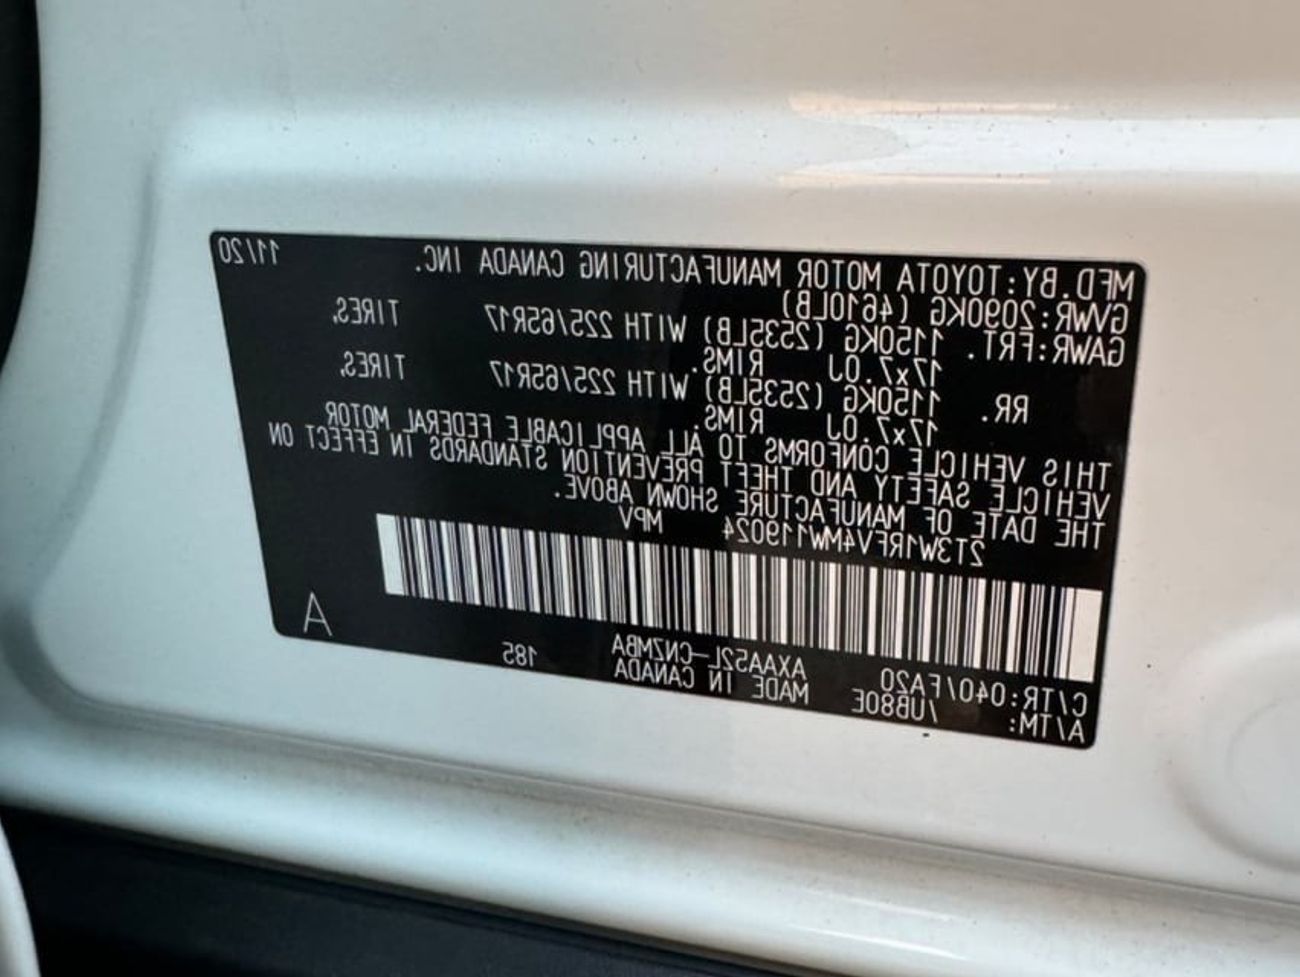 MFD.BY:TOYOTA MOTOR MANUFACTURING CANADA INC. 11/20
GVWR:2090KG (4610LB)
GAWR:FRT. 1150KG (2535LB) WITH 225/65R17 TIRES,
17x7.0J RIMS.
RR. 1150KG (2535LB) WITH 225/65R17 TIRES,
17x7.0J RIMS.
THIS VEHICLE CONFORMS TO ALL APPLICABLE FEDERAL MOTOR
VEHICLE SAFETY AND THEFT PREVENTION STANDARDS IN EFFECT ON
THE DATE OF MANUFACTURE SHOWN ABOVE.
2T3W1RFV4MW119024 MPV
C/TR:040/FA20 AXAA52L-CNZMBA 185 A
A/TM: /UB80E MADE IN CANADA